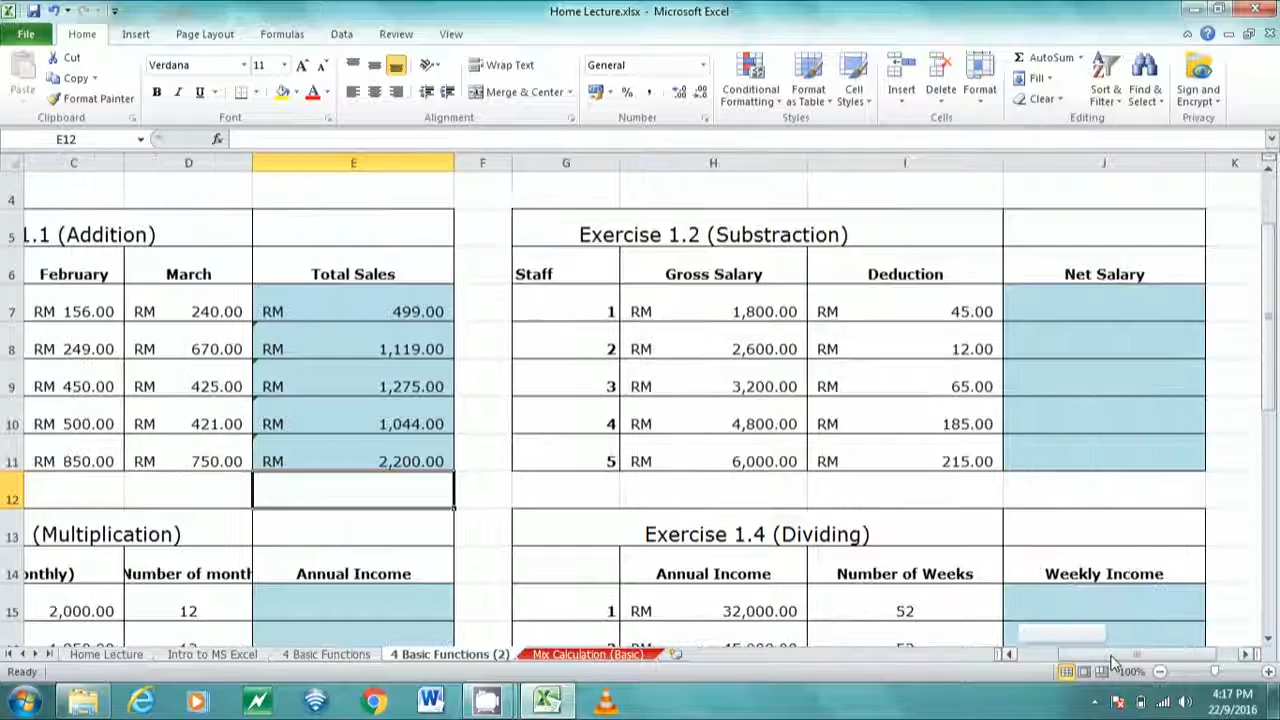 Home Lecture.xlsx - Microsoft Excel
File Home Insert Page Layout Formulas Data Review View
Paste
Cut
Copy
Format Painter
Clipboard
Verdana 11
B I U A
Font
Wrap Text
Merge & Center
Alignment
General
% , .0 .00 .00 .0
Number
Conditional Formatting
Format as Table
Cell Styles
Styles
Insert Delete Format
Cells
Σ AutoSum
Fill
Clear
Sort & Filter
Find & Select
Editing
Sign and Encrypt
Privacy
E12 fx
C D E F G H I J K
4
5 1.1 (Addition) Exercise 1.2 (Substraction)
6 February March Total Sales Staff Gross Salary Deduction Net Salary
7 RM 156.00 RM 240.00 RM 499.00 1 RM 1,800.00 RM 45.00
8 RM 249.00 RM 670.00 RM 1,119.00 2 RM 2,600.00 RM 12.00
9 RM 450.00 RM 425.00 RM 1,275.00 3 RM 3,200.00 RM 65.00
10 RM 500.00 RM 421.00 RM 1,044.00 4 RM 4,800.00 RM 185.00
11 RM 850.00 RM 750.00 RM 2,200.00 5 RM 6,000.00 RM 215.00
12
13 (Multiplication) Exercise 1.4 (Dividing)
14 onthly) Number of month Annual Income Annual Income Number of Weeks Weekly Income
15 2,000.00 12 1 RM 32,000.00 52
Home Lecture Intro to MS Excel 4 Basic Functions 4 Basic Functions (2) Mix Calculation (Basic)
Ready 100%
4:17 PM
22/9/2016